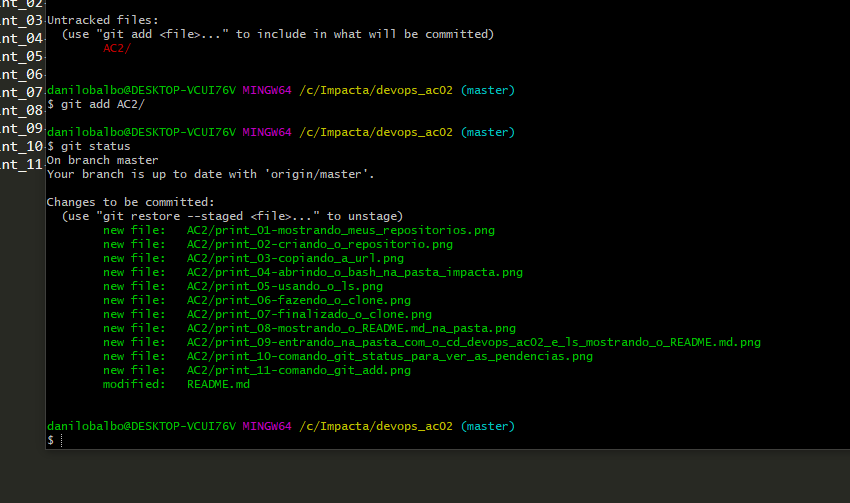 nt_02
nt_03
nt_04
nt_05
nt_06
nt_07
nt_08
nt_09
nt_10
nt_11
Untracked files:
  (use "git add <file>..." to include in what will be committed)
        AC2/
danilobalbo@DESKTOP-VCUI76V MINGW64 /c/Impacta/devops_ac02 (master)
$ git add AC2/
danilobalbo@DESKTOP-VCUI76V MINGW64 /c/Impacta/devops_ac02 (master)
$ git status
On branch master
Your branch is up to date with 'origin/master'.
Changes to be committed:
  (use "git restore --staged <file>..." to unstage)
        new file:   AC2/print_01-mostrando_meus_repositorios.png
        new file:   AC2/print_02-criando_o_repositorio.png
        new file:   AC2/print_03-copiando_a_url.png
        new file:   AC2/print_04-abrindo_o_bash_na_pasta_impacta.png
        new file:   AC2/print_05-usando_o_ls.png
        new file:   AC2/print_06-fazendo_o_clone.png
        new file:   AC2/print_07-finalizado_o_clone.png
        new file:   AC2/print_08-mostrando_o_README.md_na_pasta.png
        new file:   AC2/print_09-entrando_na_pasta_com_o_cd_devops_ac02_e_ls_mostrando_o_README.md.png
        new file:   AC2/print_10-comando_git_status_para_ver_as_pendencias.png
        new file:   AC2/print_11-comando_git_add.png
        modified:   README.md
danilobalbo@DESKTOP-VCUI76V MINGW64 /c/Impacta/devops_ac02 (master)
$